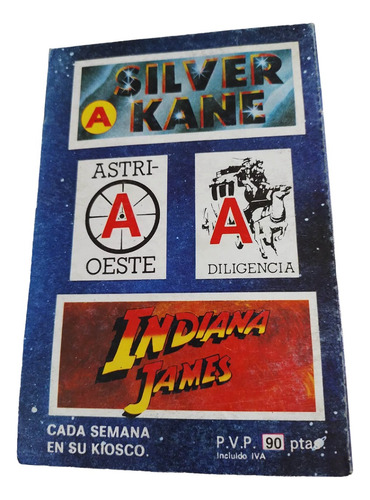 SILVER
A KANE
ASTRI-
A
OESTE
A
DILIGENCIA
INDIANA
JAMES
CADA SEMANA
EN SU KIOSCO.
P.V.P. 90 ptas
Incluido IVA